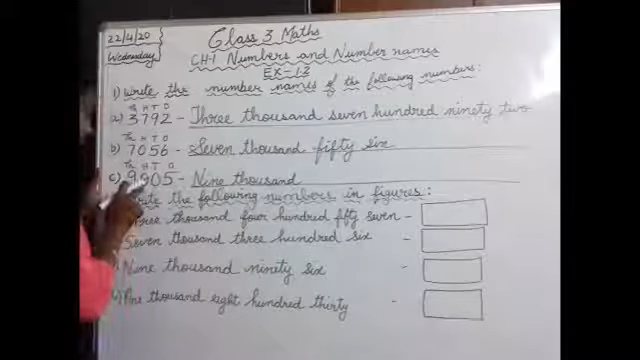 22/4/20
Wednesday
Class 3 Maths
CH-1 Numbers and Number names
EX-1.2
1) Write the number names of the following numbers:
Th H T O
a) 3792 - Three thousand seven hundred ninety two
Th H T O
b) 7056 - Seven thousand fifty six
Th H T O
c) 9905 - Nine thousand
Write the following numbers in figures:
Three thousand four hundred fifty seven -
Seven thousand three hundred six -
Nine thousand ninety six -
thousand eight hundred thirty -